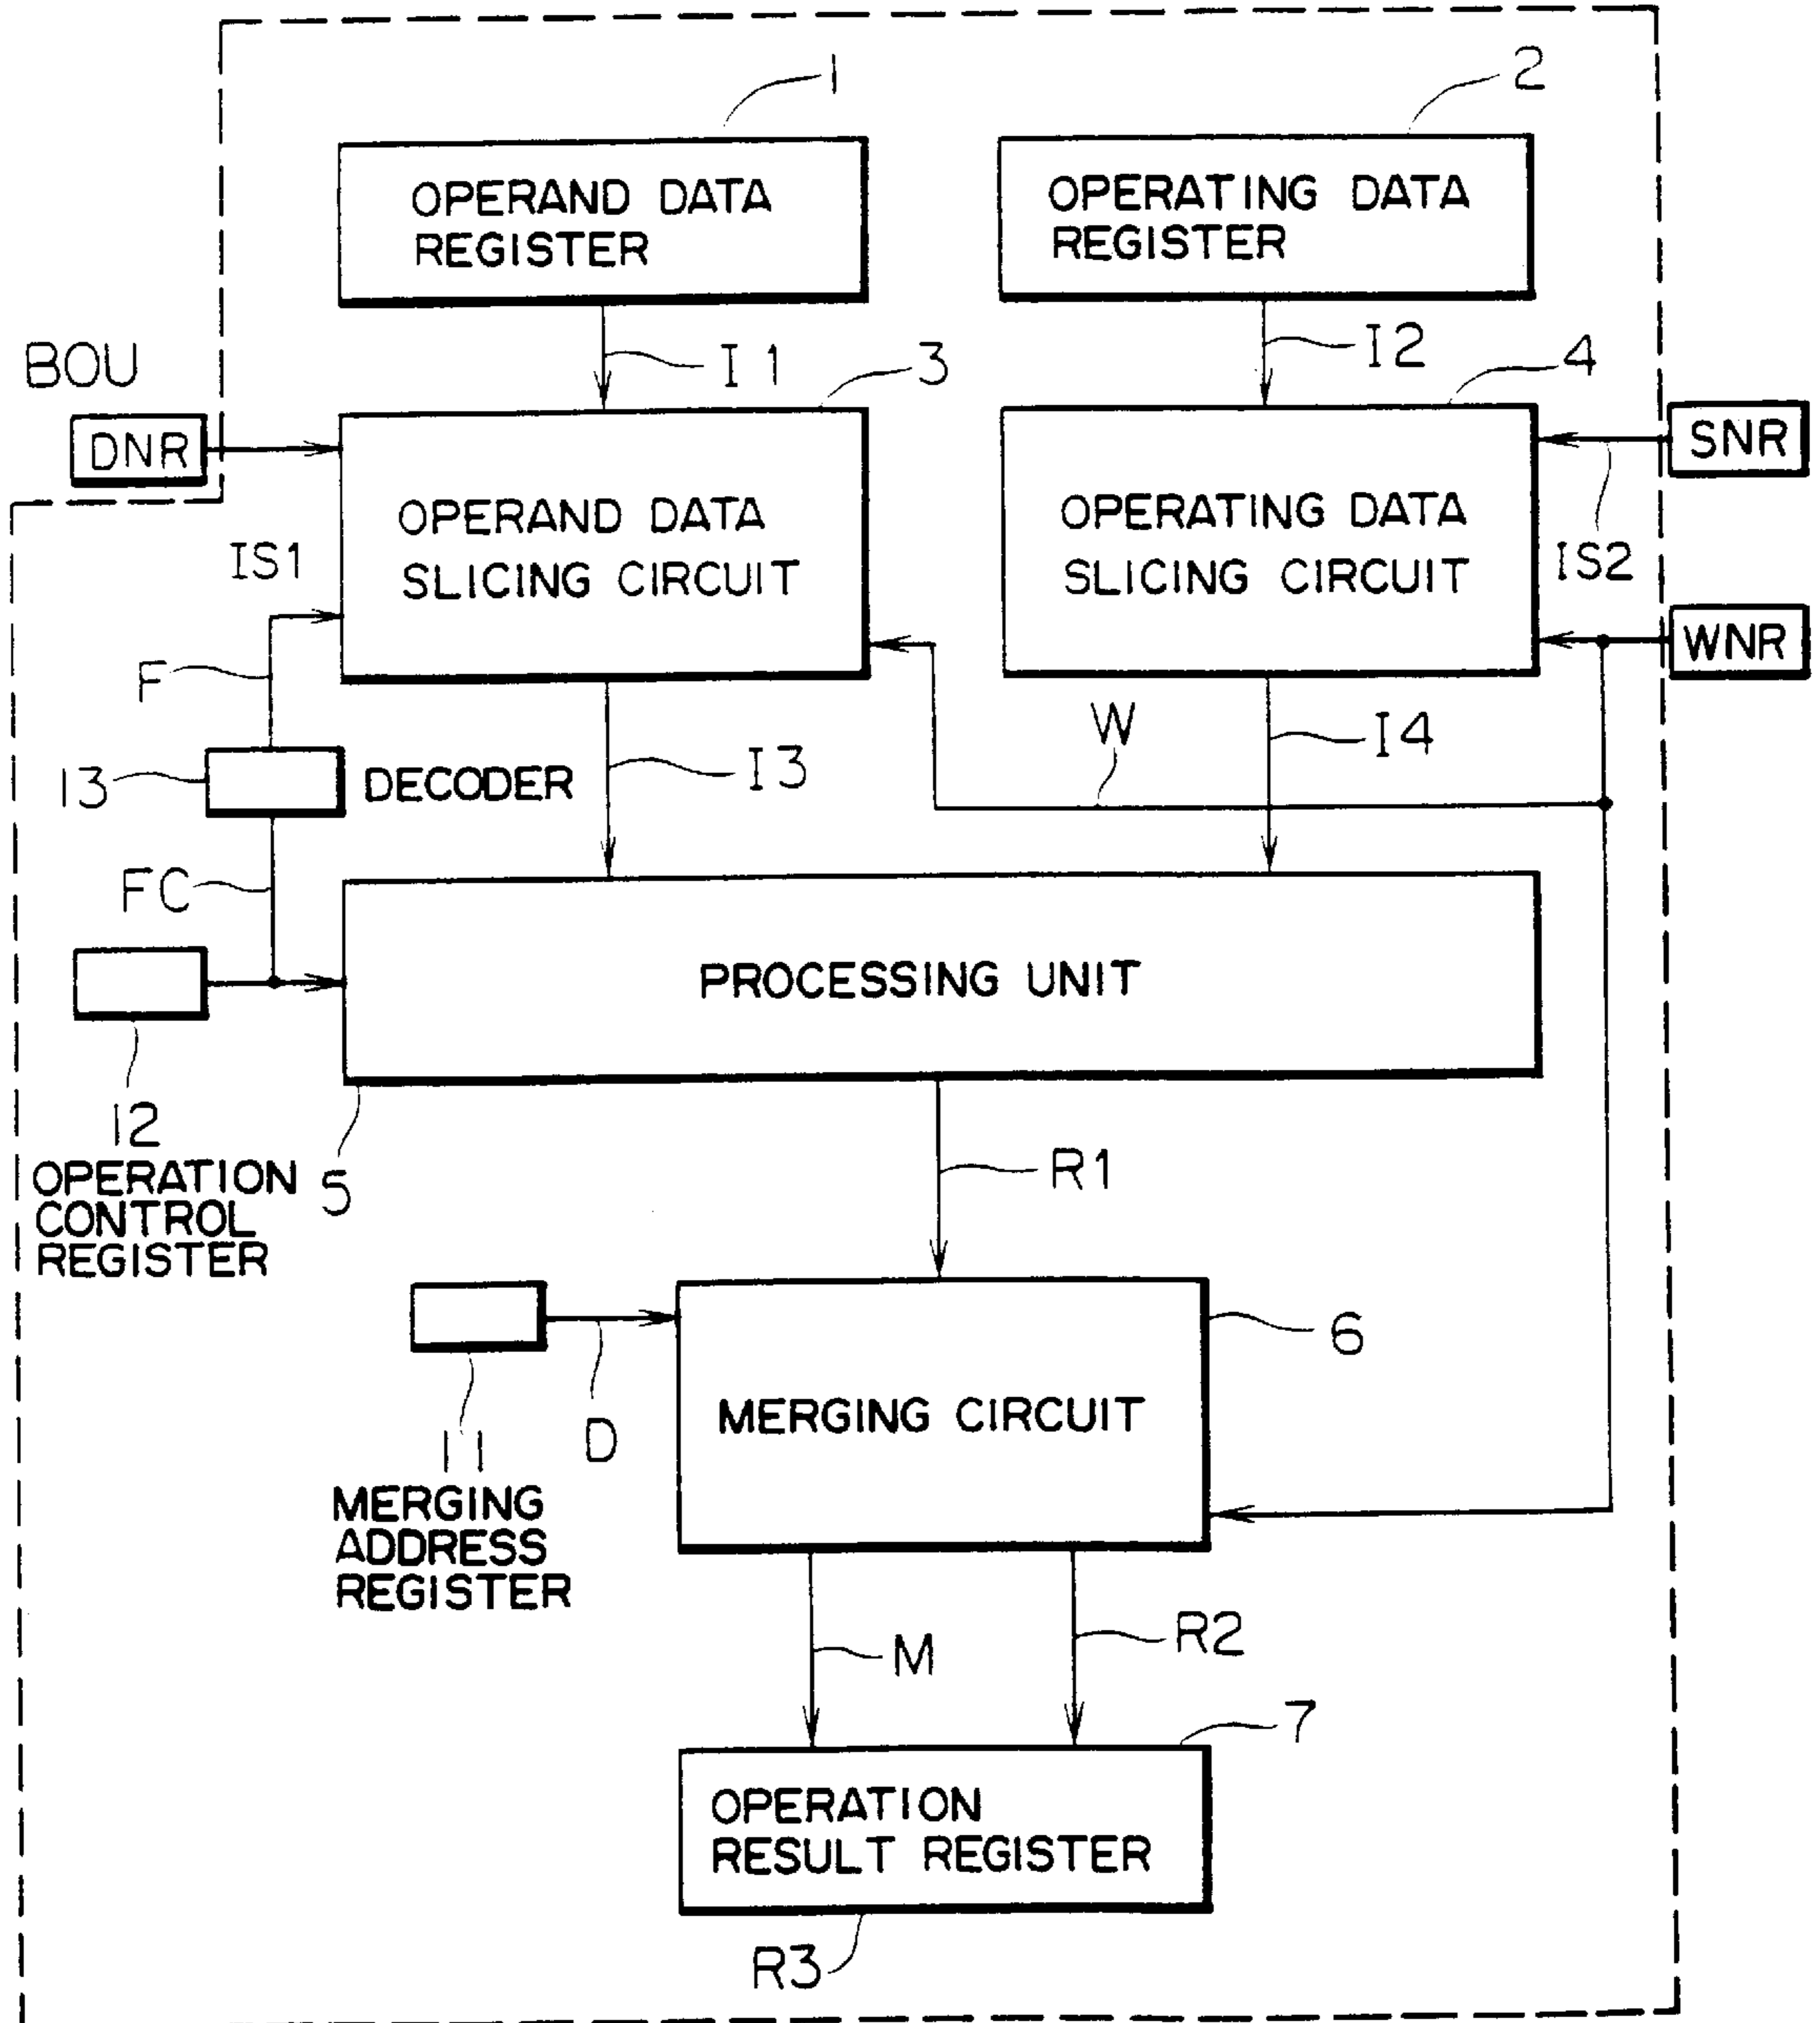 1
2
OPERAND DATA
REGISTER
OPERATING DATA
REGISTER
BOU
I1
3
I2
4
DNR
SNR
OPERAND DATA
SLICING CIRCUIT
OPERATING DATA
SLICING CIRCUIT
IS1
IS2
F
WNR
W
I3
I4
13
DECODER
FC
PROCESSING UNIT
12
OPERATION
CONTROL
REGISTER
5
R1
6
MERGING CIRCUIT
D
11
MERGING
ADDRESS
REGISTER
M
R2
7
OPERATION
RESULT REGISTER
R3